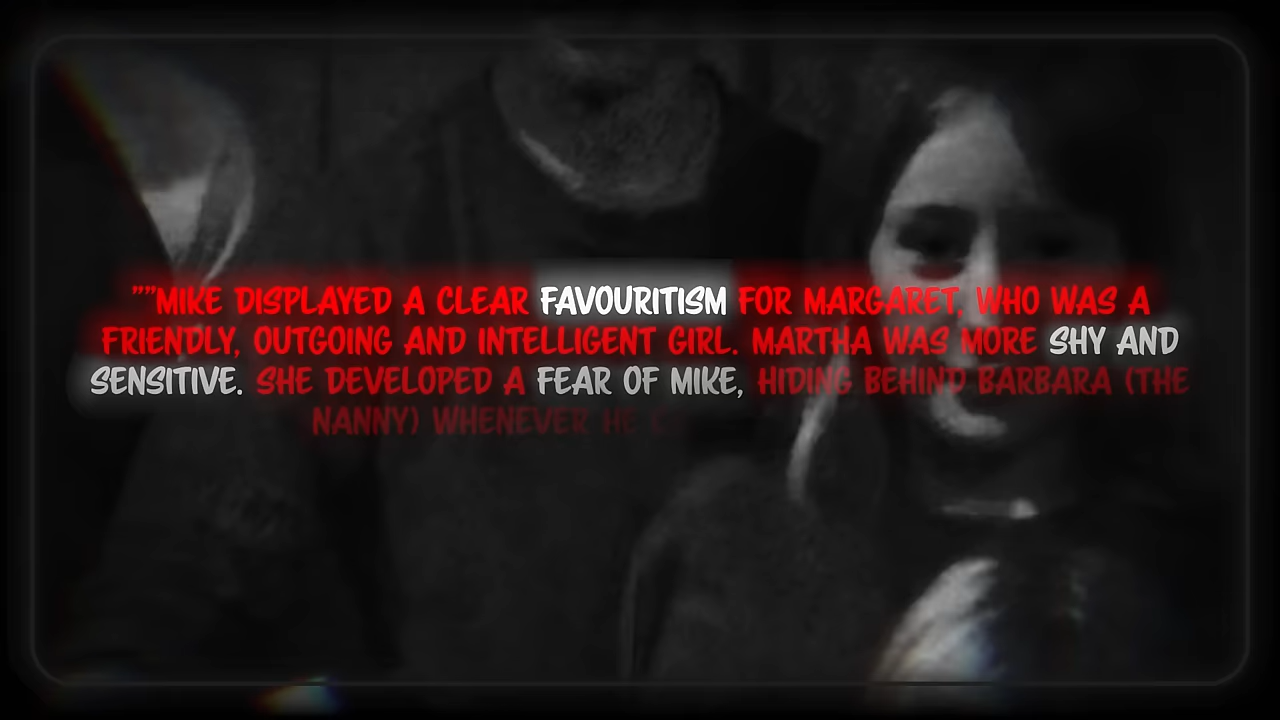 ""MIKE DISPLAYED A CLEAR FAVOURITISM FOR MARGARET, WHO WAS A
FRIENDLY, OUTGOING AND INTELLIGENT GIRL. MARTHA WAS MORE SHY AND
SENSITIVE. SHE DEVELOPED A FEAR OF MIKE, HIDING BEHIND BARBARA (THE
NANNY) WHENEVER HE